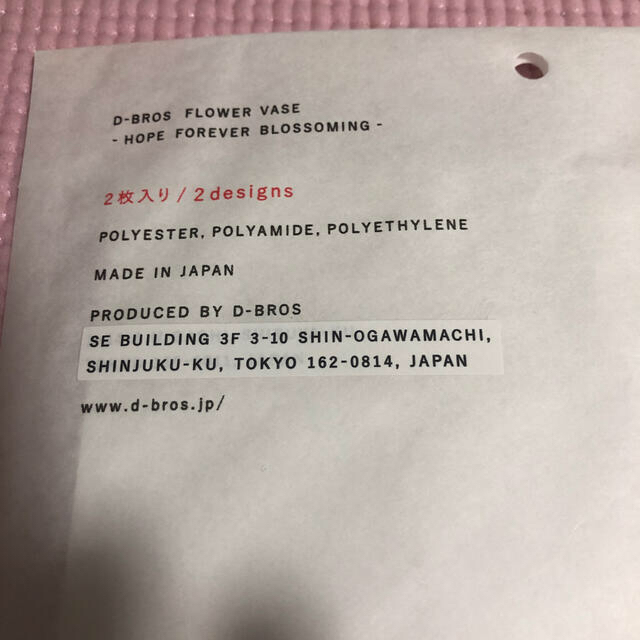 D-BROS FLOWER VASE
- HOPE FOREVER BLOSSOMING -
2枚入り/2designs
POLYESTER, POLYAMIDE, POLYETHYLENE
MADE IN JAPAN
PRODUCED BY D-BROS
SE BUILDING 3F 3-10 SHIN-OGAWAMACHI,
SHINJUKU-KU, TOKYO 162-0814, JAPAN
www.d-bros.jp/